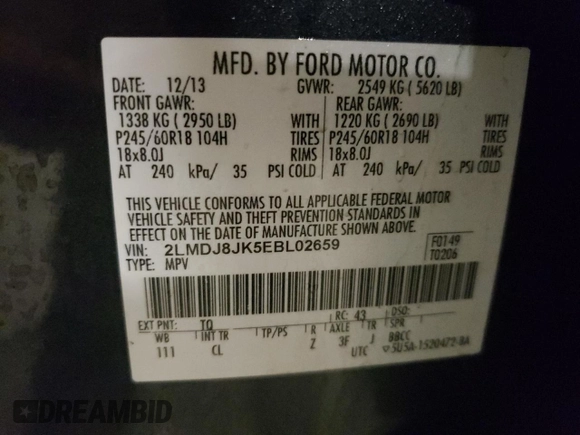 MFD. BY FORD MOTOR CO.
DATE: 12/13 GVWR: 2549 KG ( 5620 LB)
FRONT GAWR: REAR GAWR:
1338 KG ( 2950 LB) WITH 1220 KG ( 2690 LB) WITH
P245/60R18 104H TIRES P245/60R18 104H TIRES
18x8.0J RIMS 18x8.0J RIMS
AT 240 kPa/ 35 PSI COLD AT 240 kPa/ 35 PSI COLD
THIS VEHICLE CONFORMS TO ALL APPLICABLE FEDERAL MOTOR
VEHICLE SAFETY AND THEFT PREVENTION STANDARDS IN
EFFECT ON THE DATE OF MANUFACTURE SHOWN ABOVE.
VIN: 2LMDJ8JK5EBL02659 F0149
TYPE: MPV T0206
EXT PNT: TQ RC: 43 DSO:
WB INT TR TP/PS R AXLE TR SPR
111 CL Z 3F J BBCC
UTC 5U5A-1520472-BA
DREAMBID